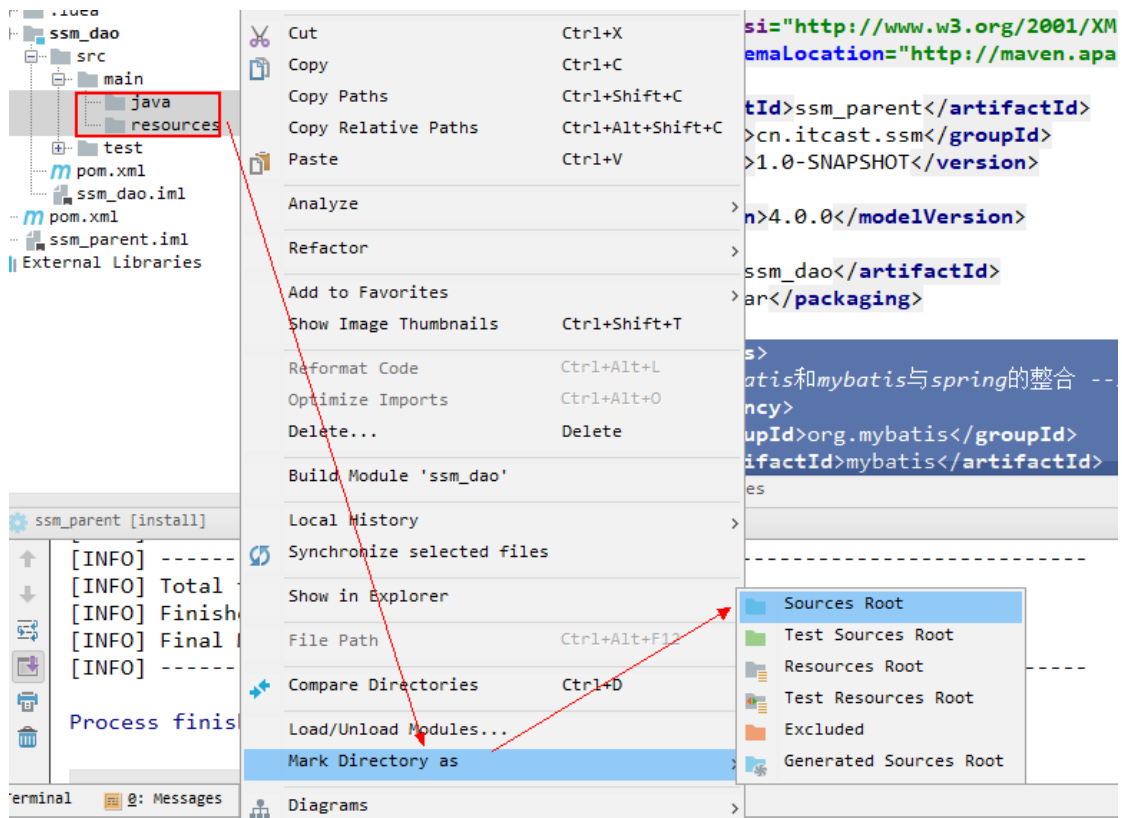 .idea
ssm_dao
src
main
java
resources
test
pom.xml
ssm_dao.iml
pom.xml
ssm_parent.iml
External Libraries
Cut Ctrl+X
Copy Ctrl+C
Copy Paths Ctrl+Shift+C
Copy Relative Paths Ctrl+Alt+Shift+C
Paste Ctrl+V
Analyze
Refactor
Add to Favorites
Show Image Thumbnails Ctrl+Shift+T
Reformat Code Ctrl+Alt+L
Optimize Imports Ctrl+Alt+O
Delete... Delete
Build Module 'ssm_dao'
Local History
Synchronize selected files
Show in Explorer
File Path Ctrl+Alt+F12
Compare Directories Ctrl+D
Load/Unload Modules...
Mark Directory as
Diagrams
Sources Root
Test Sources Root
Resources Root
Test Resources Root
Excluded
Generated Sources Root
si="http://www.w3.org/2001/XM
emaLocation="http://maven.apa
tId>ssm_parent</artifactId>
>cn.itcast.ssm</groupId>
>1.0-SNAPSHOT</version>
n>4.0.0</modelVersion>
ssm_dao</artifactId>
ar</packaging>
s>
atis和mybatis与spring的整合 --
ncy>
upId>org.mybatis</groupId>
ifactId>mybatis</artifactId>
es
ssm_parent [install]
[INFO] ------
[INFO] Total
[INFO] Finishe
[INFO] Final
[INFO] ------
Process finis
erminal
0: Messages